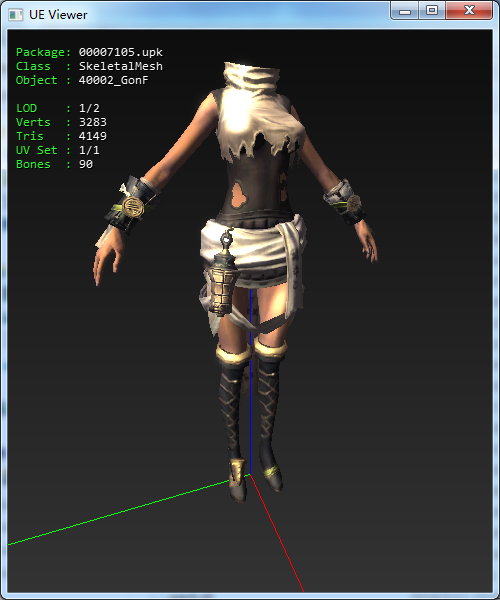 UE Viewer
Package: 00007105.upk
Class : SkeletalMesh
Object : 40002_GonF
LOD : 1/2
Verts : 3283
Tris : 4149
UV Set : 1/1
Bones : 90